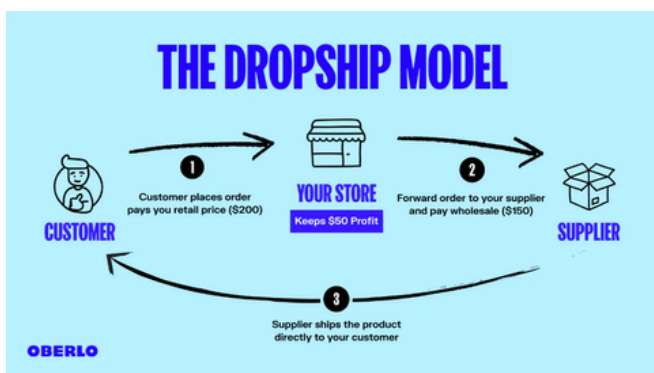 THE DROPSHIP MODEL
1
Customer places order
pays you retail price ($200)
YOUR STORE
Keeps $50 Profit
2
Forward order to your supplier
and pay wholesale ($150)
CUSTOMER
SUPPLIER
3
Supplier ships the product
directly to your customer
OBERLO